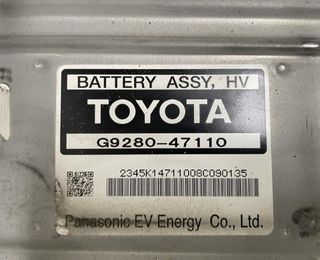 BATTERY ASSY, HV
TOYOTA
G9280-47110
2345K14711008C090135
Panasonic EV Energy Co., Ltd.